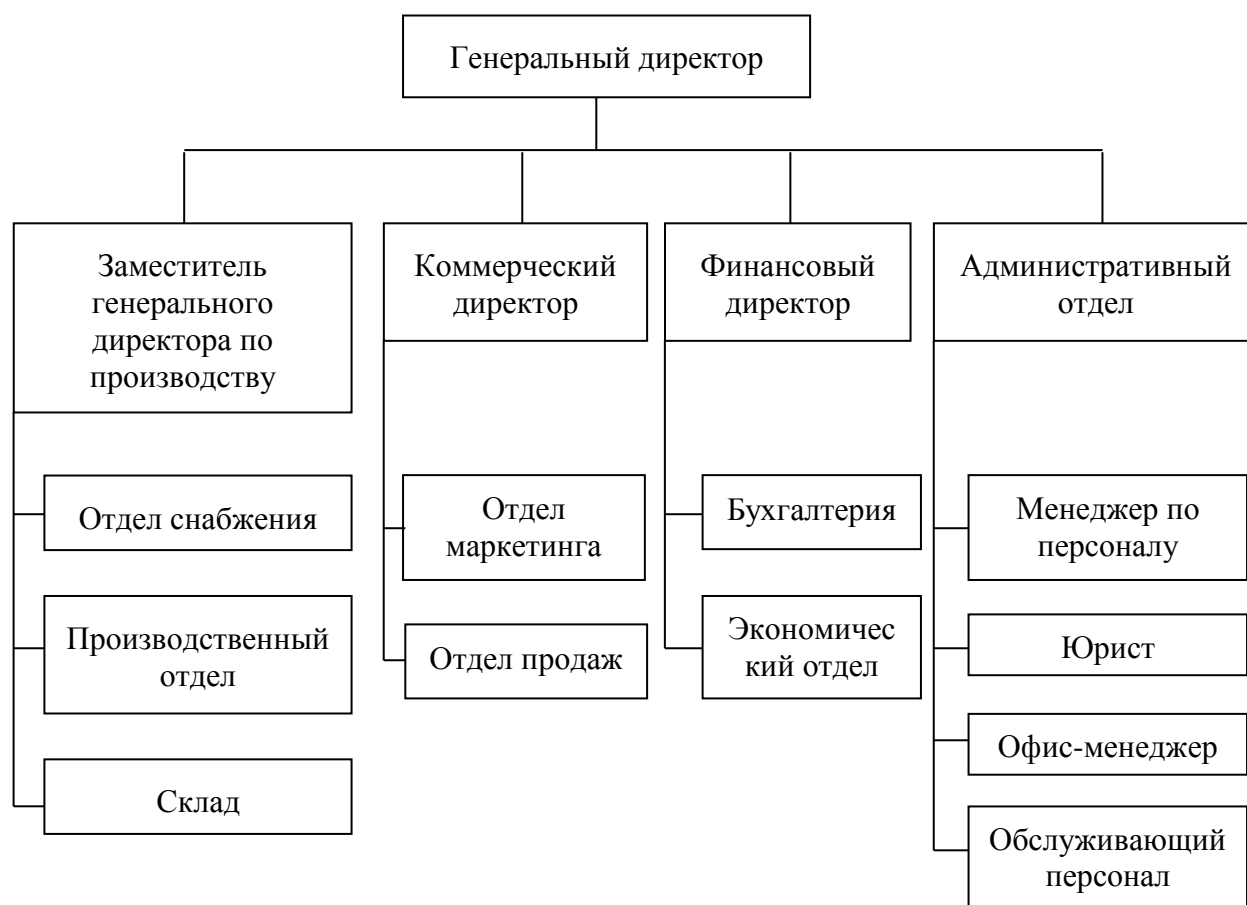 Генеральный директор
Заместитель
генерального
директора по
производству
Коммерческий
директор
Финансовый
директор
Административный
отдел
Отдел снабжения
Производственный
отдел
Склад
Отдел
маркетинга
Отдел продаж
Бухгалтерия
Экономичес
кий отдел
Менеджер по
персоналу
Юрист
Офис-менеджер
Обслуживающий
персонал